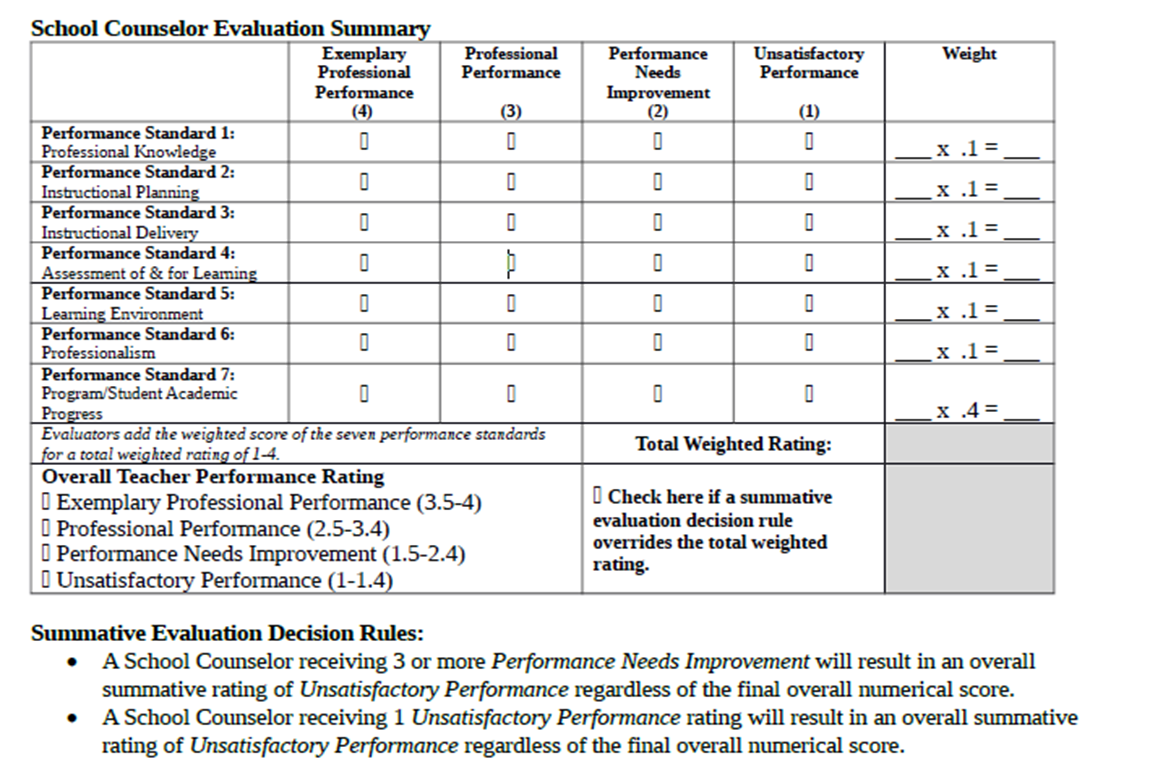 School Counselor Evaluation Summary
Exemplary Professional Performance (4) Professional Performance (3) Performance Needs Improvement (2) Unsatisfactory Performance (1) Weight
Performance Standard 1:
Professional Knowledge ▯ ▯ ▯ ▯ ___ x .1 = ___
Performance Standard 2:
Instructional Planning ▯ ▯ ▯ ▯ ___ x .1 = ___
Performance Standard 3:
Instructional Delivery ▯ ▯ ▯ ▯ ___ x .1 = ___
Performance Standard 4:
Assessment of & for Learning ▯ ▯ ▯ ▯ ___ x .1 = ___
Performance Standard 5:
Learning Environment ▯ ▯ ▯ ▯ ___ x .1 = ___
Performance Standard 6:
Professionalism ▯ ▯ ▯ ▯ ___ x .1 = ___
Performance Standard 7:
Program/Student Academic
Progress ▯ ▯ ▯ ▯ ___ x .4 = ___
Evaluators add the weighted score of the seven performance standards
for a total weighted rating of 1-4.
Total Weighted Rating:
Overall Teacher Performance Rating
▯ Exemplary Professional Performance (3.5-4)
▯ Professional Performance (2.5-3.4)
▯ Performance Needs Improvement (1.5-2.4)
▯ Unsatisfactory Performance (1-1.4)
▯ Check here if a summative
evaluation decision rule
overrides the total weighted
rating.
Summative Evaluation Decision Rules:
• A School Counselor receiving 3 or more Performance Needs Improvement will result in an overall
summative rating of Unsatisfactory Performance regardless of the final overall numerical score.
• A School Counselor receiving 1 Unsatisfactory Performance rating will result in an overall summative
rating of Unsatisfactory Performance regardless of the final overall numerical score.